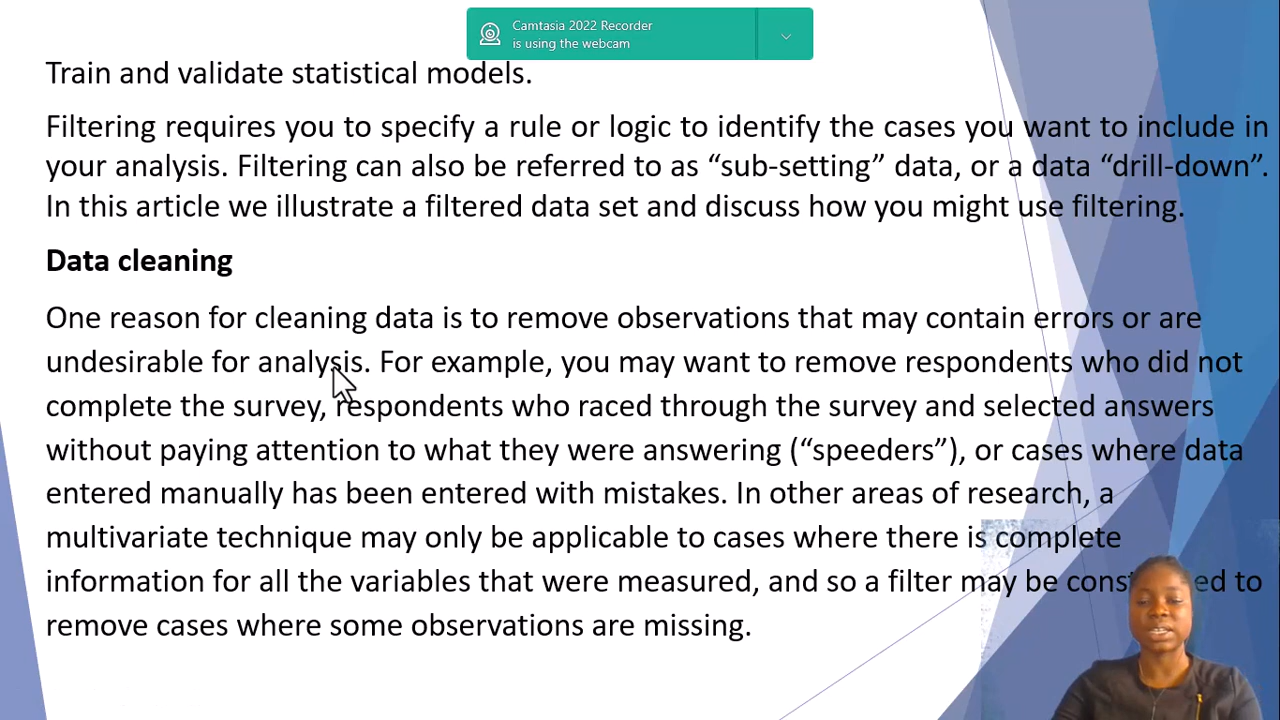 Camtasia 2022 Recorder
is using the webcam
Train and validate statistical models.
Filtering requires you to specify a rule or logic to identify the cases you want to include in
your analysis. Filtering can also be referred to as “sub-setting” data, or a data “drill-down”.
In this article we illustrate a filtered data set and discuss how you might use filtering.
Data cleaning
One reason for cleaning data is to remove observations that may contain errors or are
undesirable for analysis. For example, you may want to remove respondents who did not
complete the survey, respondents who raced through the survey and selected answers
without paying attention to what they were answering (“speeders”), or cases where data
entered manually has been entered with mistakes. In other areas of research, a
multivariate technique may only be applicable to cases where there is complete
information for all the variables that were measured, and so a filter may be to
remove cases where some observations are missing.